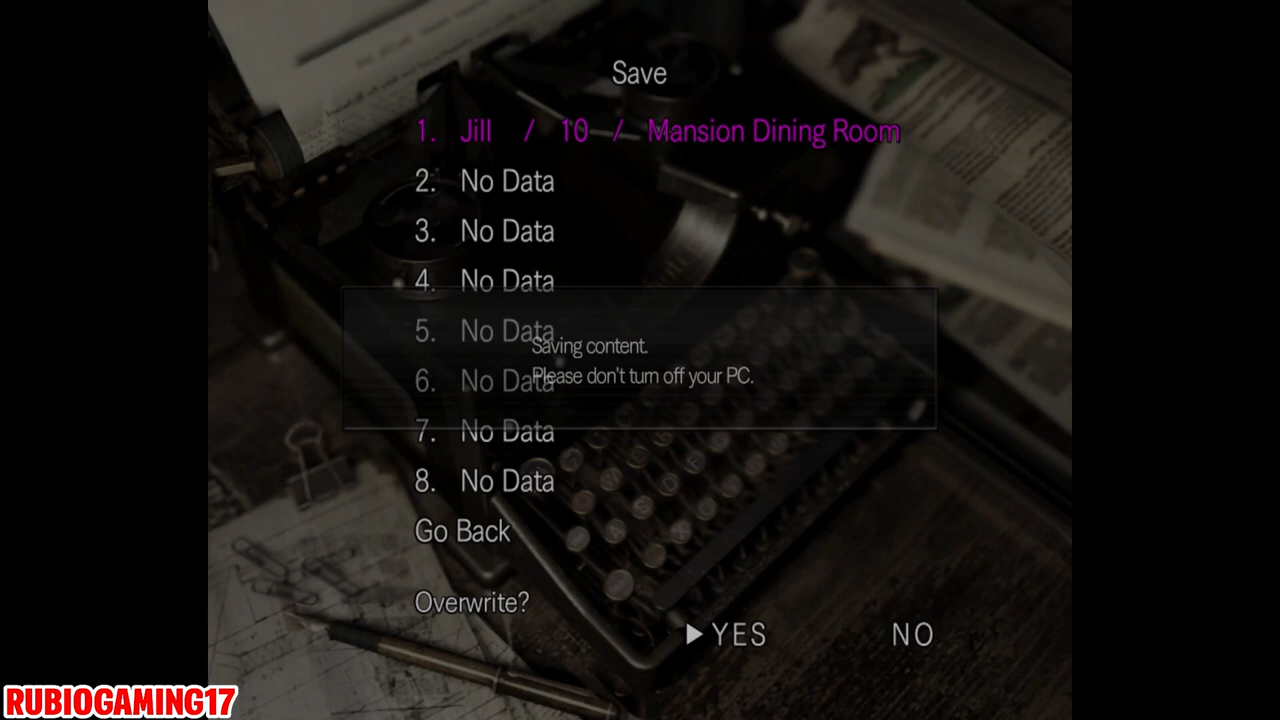 Save
1. Jill / 10 / Mansion Dining Room
2. No Data
3. No Data
4. No Data
5. No Data
Saving content.
Please don't turn off your PC.
6. No Data
7. No Data
8. No Data
Go Back
Overwrite?
YES NO
RUBIOGAMING17